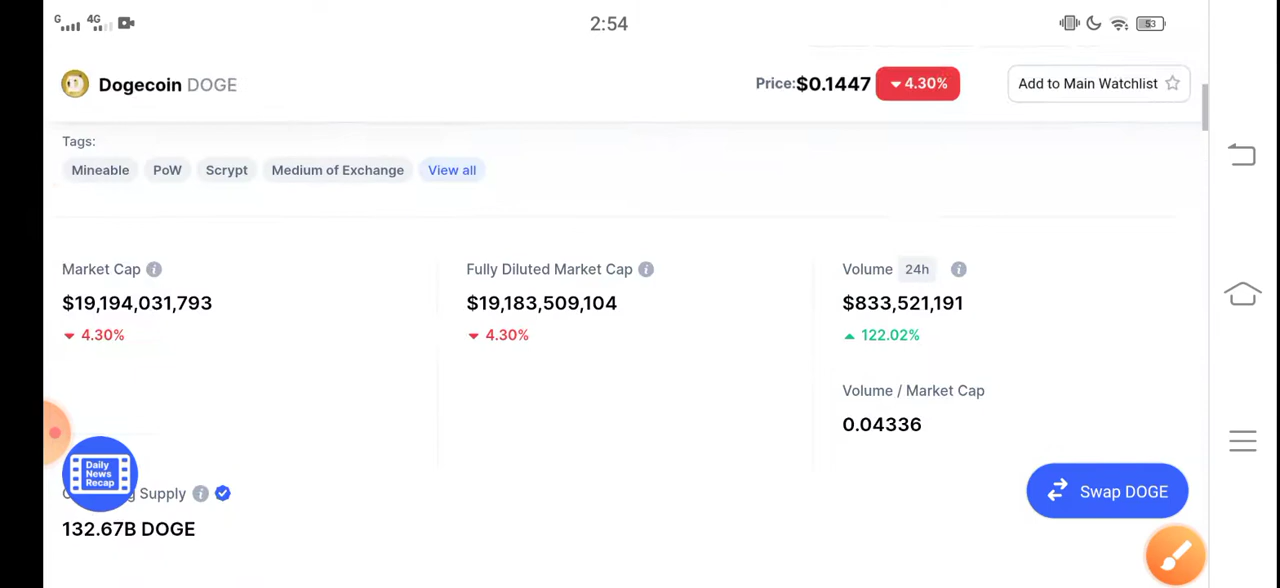 G 4G 2:54 53
Dogecoin DOGE Price:$0.1447 4.30% Add to Main Watchlist
Tags:
Mineable PoW Scrypt Medium of Exchange View all
Market Cap Fully Diluted Market Cap Volume 24h
$19,194,031,793 $19,183,509,104 $833,521,191
4.30% 4.30% 122.02%
Volume / Market Cap
0.04336
Daily
News
Recap
Supply
Swap DOGE
132.67B DOGE